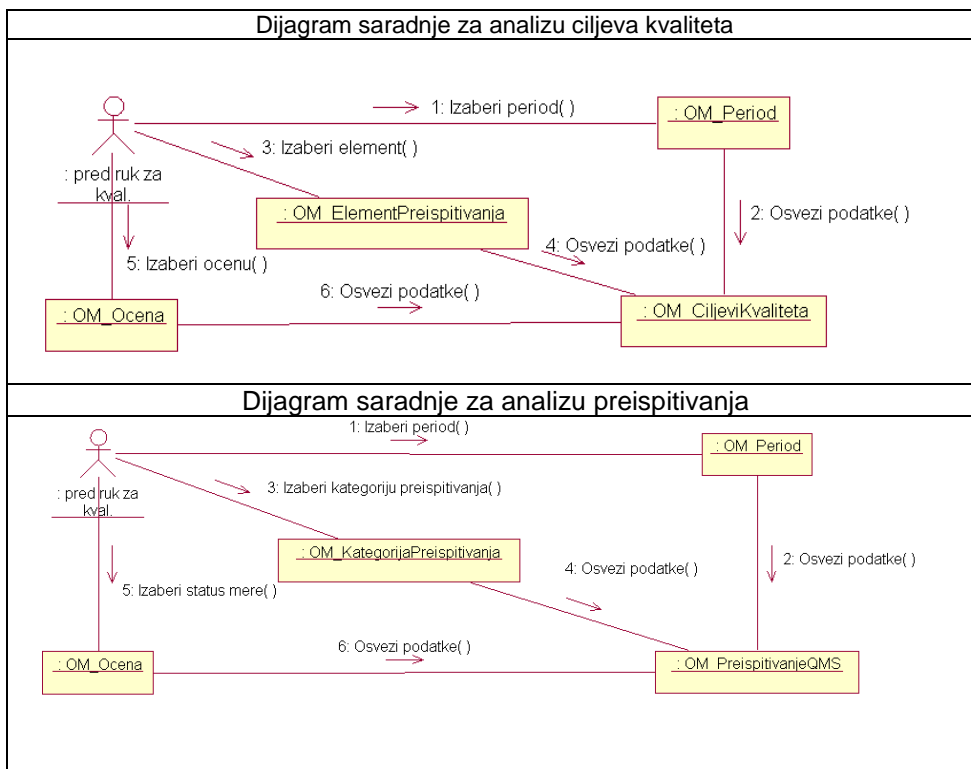 Dijagram saradnje za analizu ciljeva kvaliteta
1: Izaberi period( )
: OM_Period
3: Izaberi element( )
: pred ruk za
kval.
: OM_ElementPreispitivanja
2: Osvezi podatke( )
4: Osvezi podatke( )
5: Izaberi ocenu( )
6: Osvezi podatke( )
: OM_Ocena
: OM_CiljeviKvaliteta
Dijagram saradnje za analizu preispitivanja
1: Izaberi period( )
: OM_Period
3: Izaberi kategoriju preispitivanja( )
: pred ruk za
kval.
: OM_KategorijaPreispitivanja
4: Osvezi podatke( )
2: Osvezi podatke( )
5: Izaberi status mere( )
6: Osvezi podatke( )
: OM_Ocena
: OM_PreispitivanjeQMS